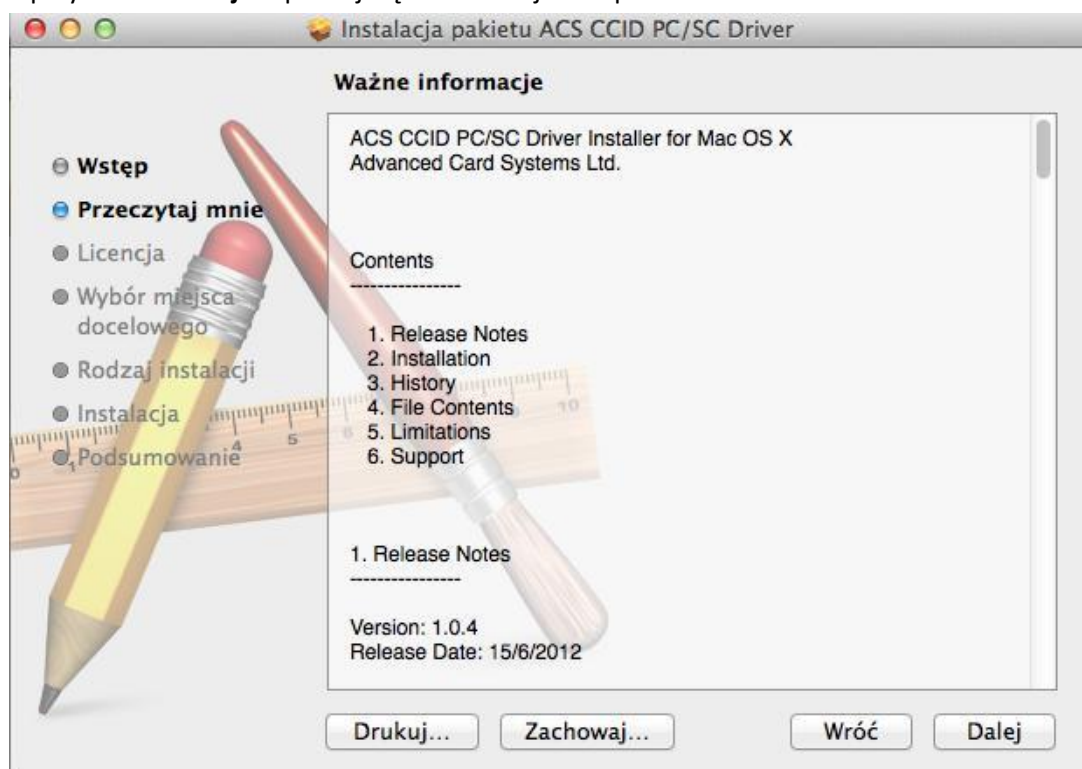 Instalacja pakietu ACS CCID PC/SC Driver
Ważne informacje
Wstęp
Przeczytaj mnie
Licencja
Wybór miejsca
docelowego
Rodzaj instalacji
Instalacja
Podsumowanie
ACS CCID PC/SC Driver Installer for Mac OS X
Advanced Card Systems Ltd.
Contents
----------------
1. Release Notes
2. Installation
3. History
4. File Contents
5. Limitations
6. Support
1. Release Notes
----------------
Version: 1.0.4
Release Date: 15/6/2012
Drukuj...
Zachowaj...
Wróć
Dalej